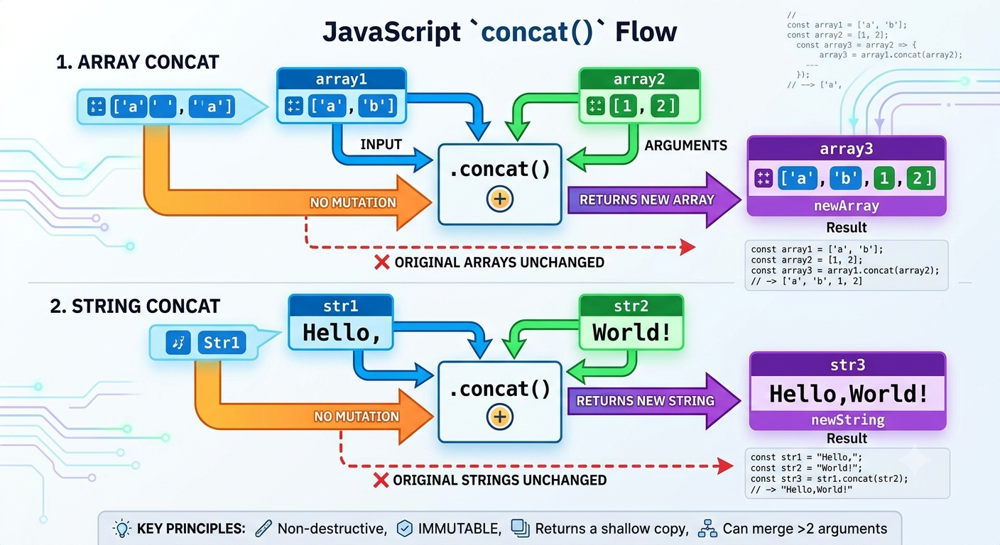 JavaScript `concat()` Flow
//
const array1 = ['a', 'b'];
const array2 = [1, 2];
const array3 = array2 => {
array3 = array1.concat(array2);
---
});
// --> ['a',
1. ARRAY CONCAT
['a' ' ', '' a']
array1
['a', 'b']
array2
[1, 2]
INPUT
ARGUMENTS
.concat()
+
NO MUTATION
RETURNS NEW ARRAY
array3
['a', 'b', 1, 2]
newArray
Result
❌ ORIGINAL ARRAYS UNCHANGED
const array1 = ['a', 'b'];
const array2 = [1, 2];
const array3 = array1.concat(array2);
// -> ['a', 'b', 1, 2]
2. STRING CONCAT
Str1
str1
Hello,
str2
World!
.concat()
+
NO MUTATION
RETURNS NEW STRING
str3
Hello,World!
newString
Result
❌ ORIGINAL STRINGS UNCHANGED
const str1 = "Hello,";
const str2 = "World!";
const str3 = str1.concat(str2);
// -> "Hello,World!"
KEY PRINCIPLES: Non-destructive, IMMUTABLE, Returns a shallow copy, Can merge >2 arguments